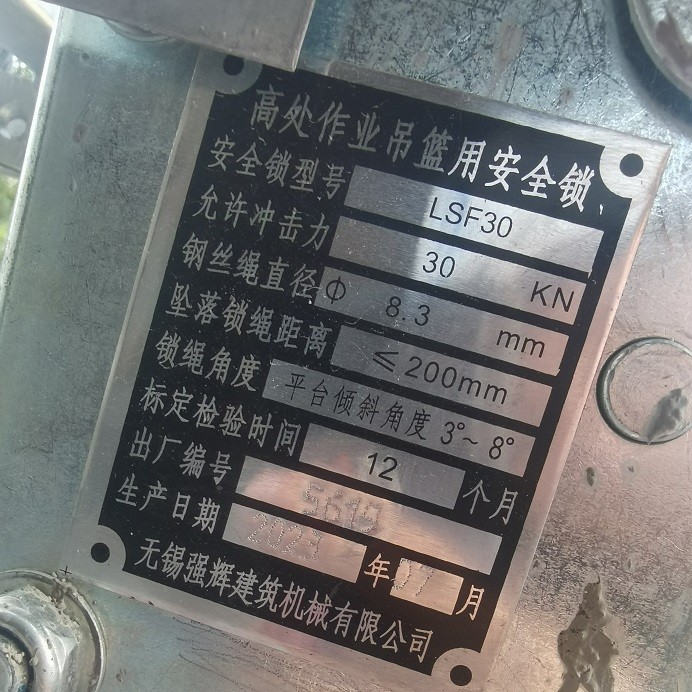 高处作业吊篮用安全锁
安全锁型号 LSF30
允许冲击力 30 KN
钢丝绳直径 Φ 8.3 mm
坠落锁绳距离 ≤200mm
锁绳角度 平台倾斜角度 3°~ 8°
标定检验时间 12 个月
出厂编号 5619
生产日期 2023 年 07 月
无锡强辉建筑机械有限公司